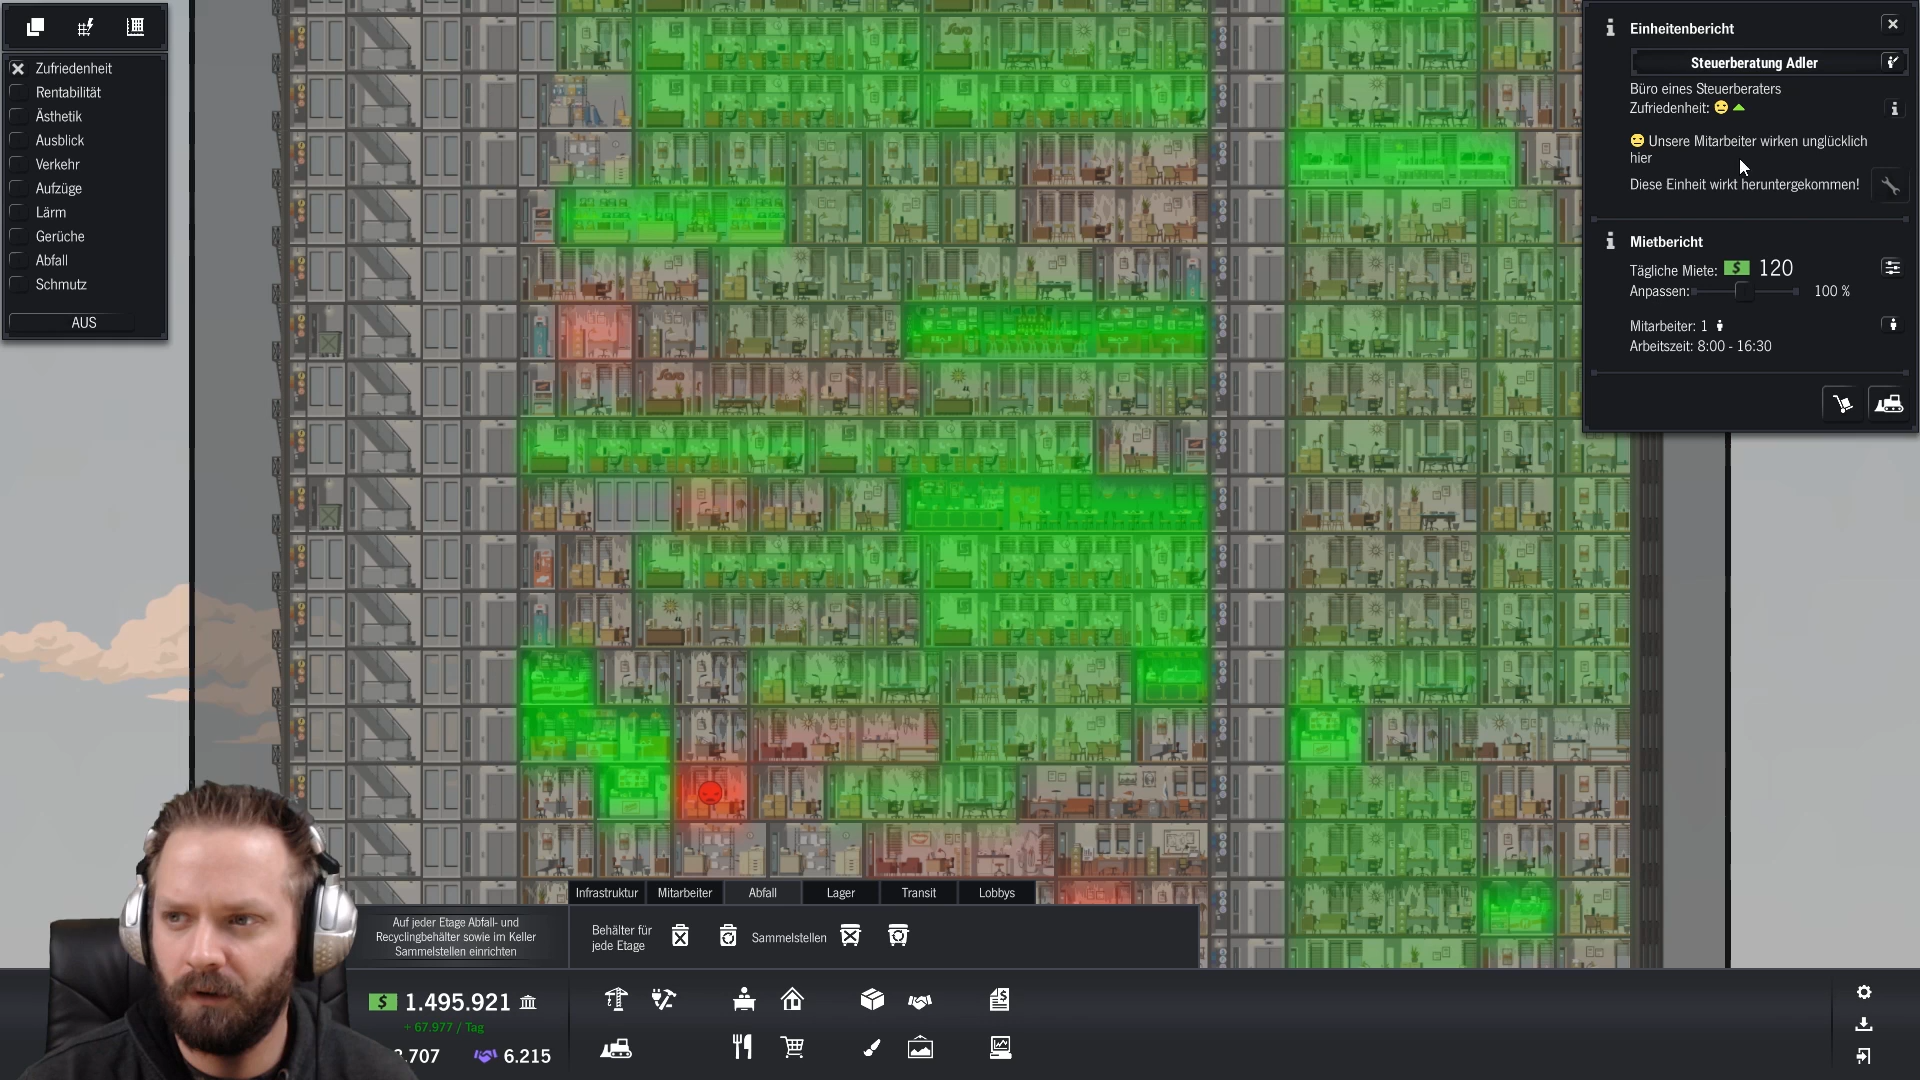 Zufriedenheit
Rentabilität
Ästhetik
Ausblick
Verkehr
Aufzüge
Lärm
Gerüche
Abfall
Schmutz
AUS
Einheitenbericht
Steuerberatung Adler
Büro eines Steuerberaters
Zufriedenheit:
Unsere Mitarbeiter wirken unglücklich
hier
Diese Einheit wirkt heruntergekommen!
Mietbericht
Tägliche Miete: $ 120
Anpassen: 100 %
Mitarbeiter: 1
Arbeitszeit: 8:00 - 16:30
Infrastruktur Mitarbeiter Abfall Lager Transit Lobbys
Auf jeder Etage Abfall- und
Recyclingbehälter sowie im Keller
Sammelstellen einrichten
Behälter für
jede Etage
Sammelstellen
$ 1.495.921
+ 67.977 / Tag
.707 6.215